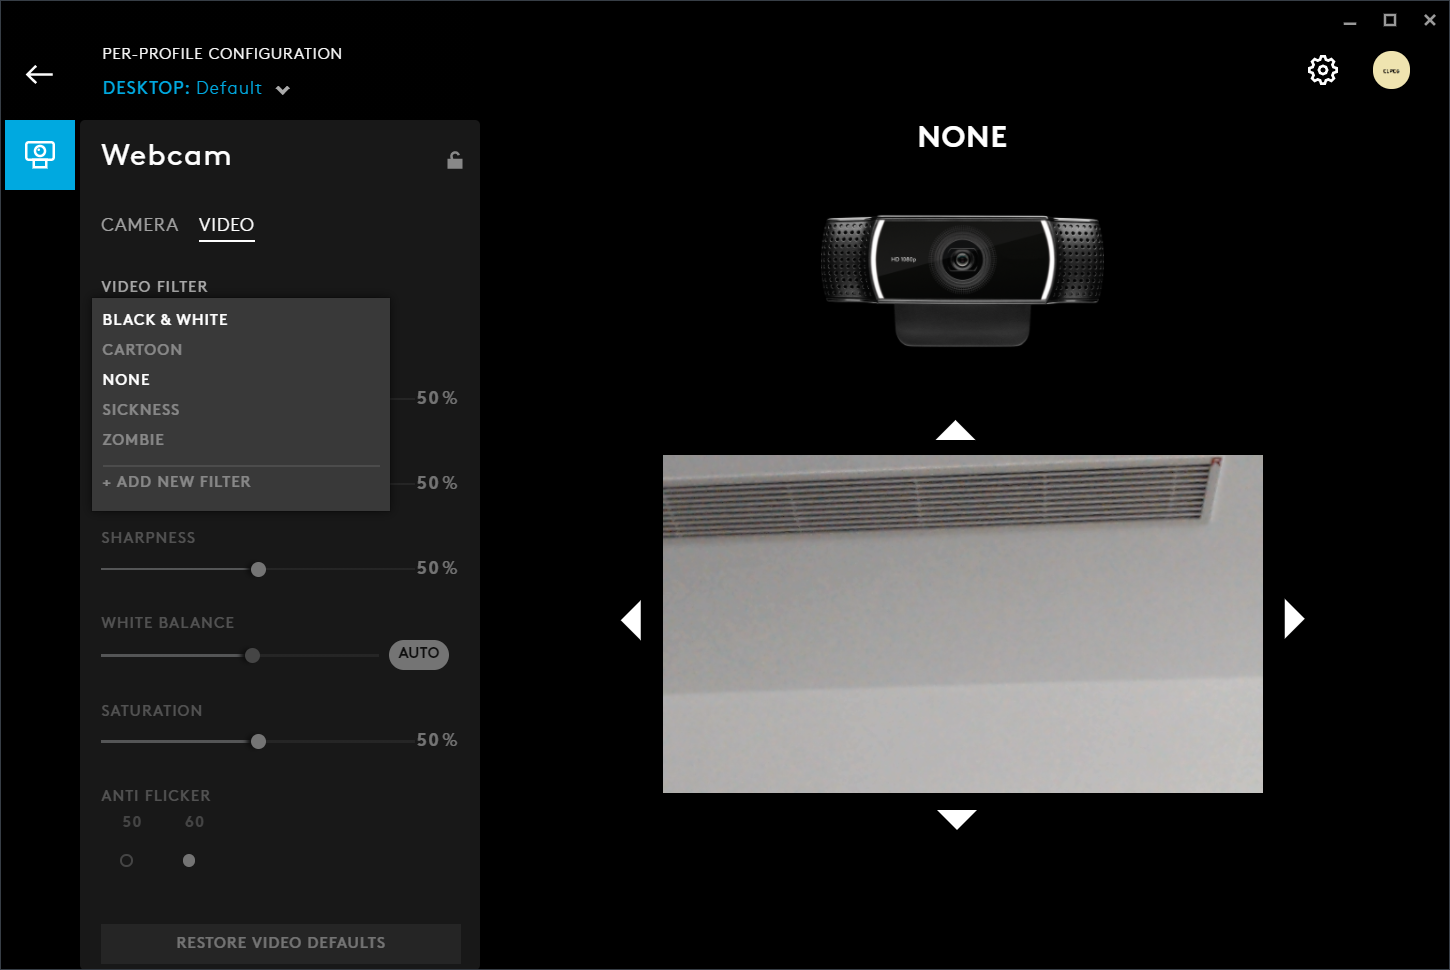 PER-PROFILE CONFIGURATION
DESKTOP: Default
Webcam
CAMERA VIDEO
VIDEO FILTER
BLACK & WHITE
CARTOON
NONE
SICKNESS
ZOMBIE
+ ADD NEW FILTER
50 %
50 %
SHARPNESS
50 %
WHITE BALANCE
AUTO
SATURATION
50 %
ANTI FLICKER
50 60
RESTORE VIDEO DEFAULTS
NONE
HD 1080p